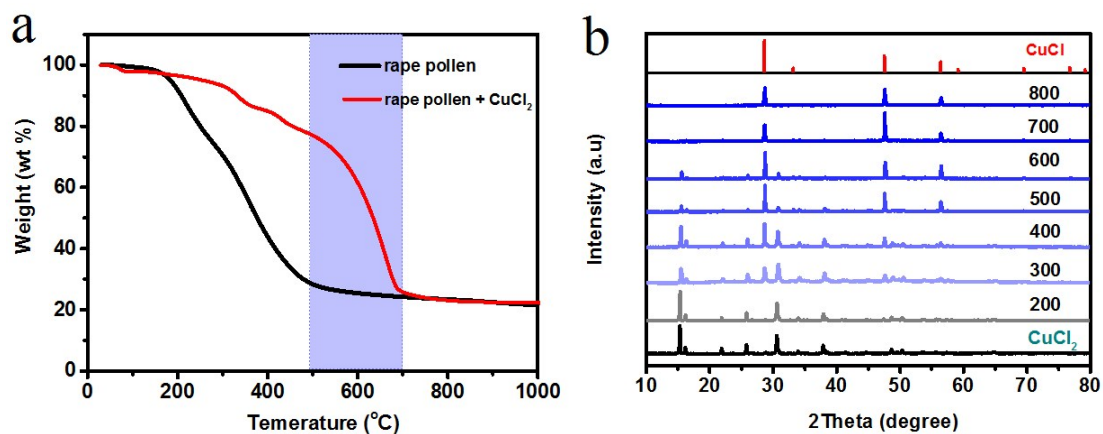 a
100
80
60
40
20
0
0 200 400 600 800 1000
Weight (wt %)
Temerature (°C)
rape pollen
rape pollen + CuCl₂
b
CuCl
800
700
600
500
400
300
200
CuCl₂
10 20 30 40 50 60 70 80
Intensity (a.u)
2Theta (degree)